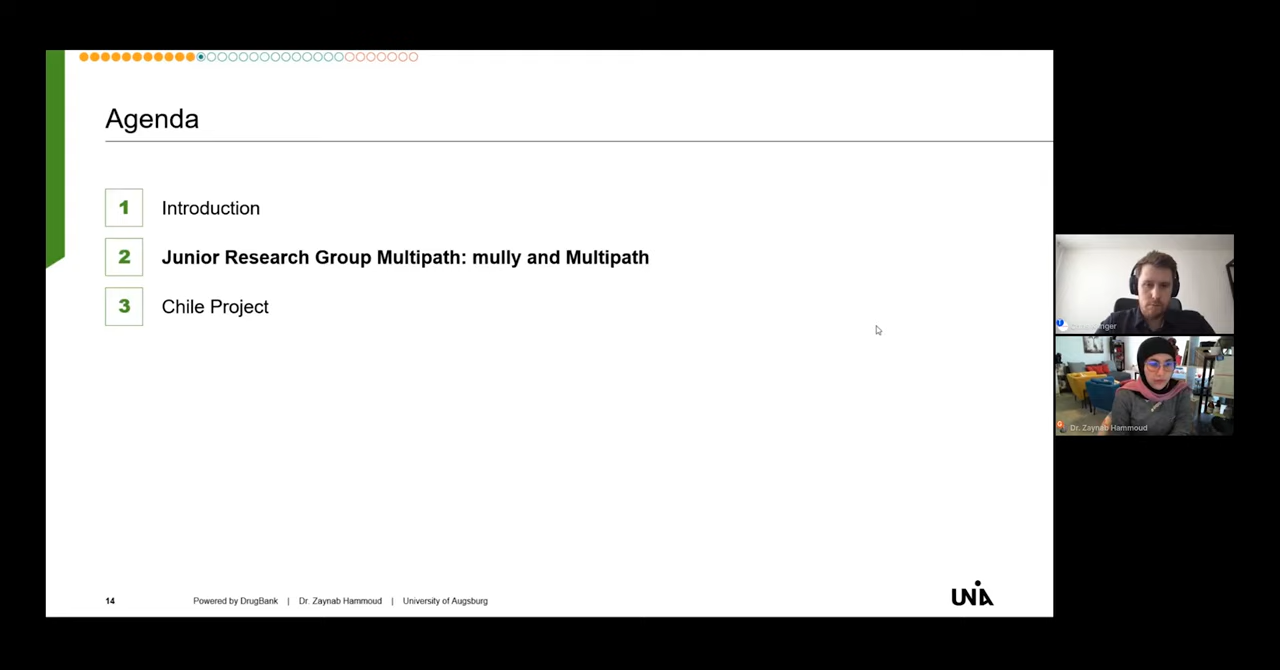 Agenda
1 Introduction
2 Junior Research Group Multipath: mully and Multipath
3 Chile Project
14 Powered by DrugBank | Dr. Zaynab Hammoud | University of Augsburg
UNIA
Dr. Zaynab Hammoud